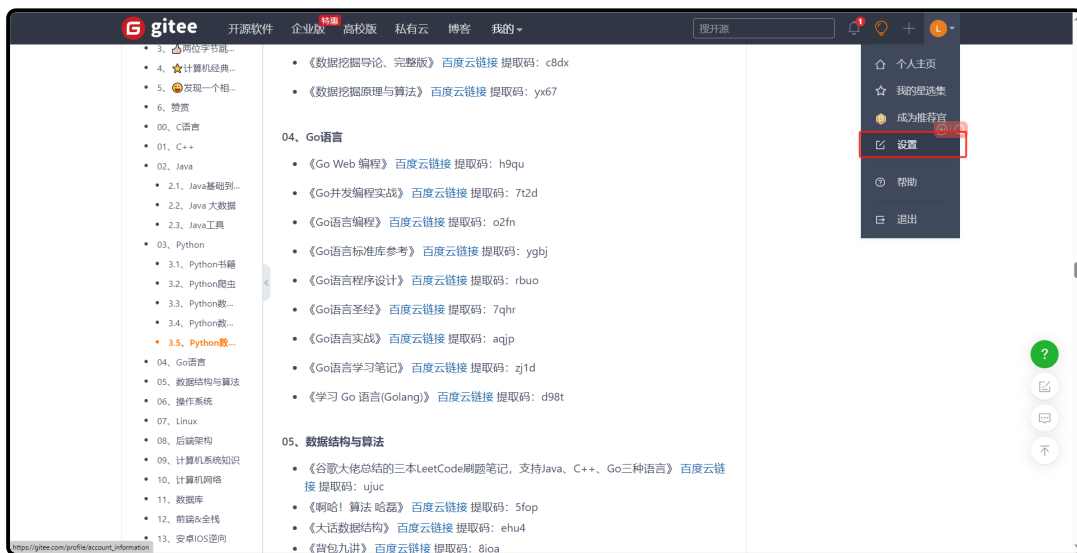 gitee 开源软件 企业版 特惠 高校版 私有云 博客 我的 搜开源 1 L
3、👍两位字节跳...
4、⭐计算机经典...
5、😄发现一个相...
6、赞赏
00、C语言
01、C++
02、Java
2.1、Java基础到...
2.2、Java 大数据
2.3、Java工具
03、Python
3.1、Python书籍
3.2、Python爬虫
3.3、Python数...
3.4、Python数...
3.5、Python数...
04、Go语言
05、数据结构与算法
06、操作系统
07、Linux
08、后端架构
09、计算机系统知识
10、计算机网络
11、数据库
12、前端&全栈
13、安卓IOS逆向
《数据挖掘导论、完整版》 百度云链接 提取码：c8dx
《数据挖掘原理与算法》 百度云链接 提取码：yx67
04、Go语言
《Go Web 编程》 百度云链接 提取码：h9qu
《Go并发编程实战》 百度云链接 提取码：7t2d
《Go语言编程》 百度云链接 提取码：o2fn
《Go语言标准库参考》 百度云链接 提取码：ygbj
《Go语言程序设计》 百度云链接 提取码：rbuo
《Go语言圣经》 百度云链接 提取码：7qhr
《Go语言实战》 百度云链接 提取码：aqjp
《Go语言学习笔记》 百度云链接 提取码：zj1d
《学习 Go 语言(Golang)》 百度云链接 提取码：d98t
05、数据结构与算法
《谷歌大佬总结的三本LeetCode刷题笔记，支持Java、C++、Go三种语言》 百度云链
接 提取码：ujuc
《啊哈！算法 哈磊》 百度云链接 提取码：5fop
《大话数据结构》 百度云链接 提取码：ehu4
《背包九讲》 百度云链接 提取码：8ioa
个人主页
我的星选集
成为推荐官
设置
帮助
退出
?
https://gitee.com/profile/account_information